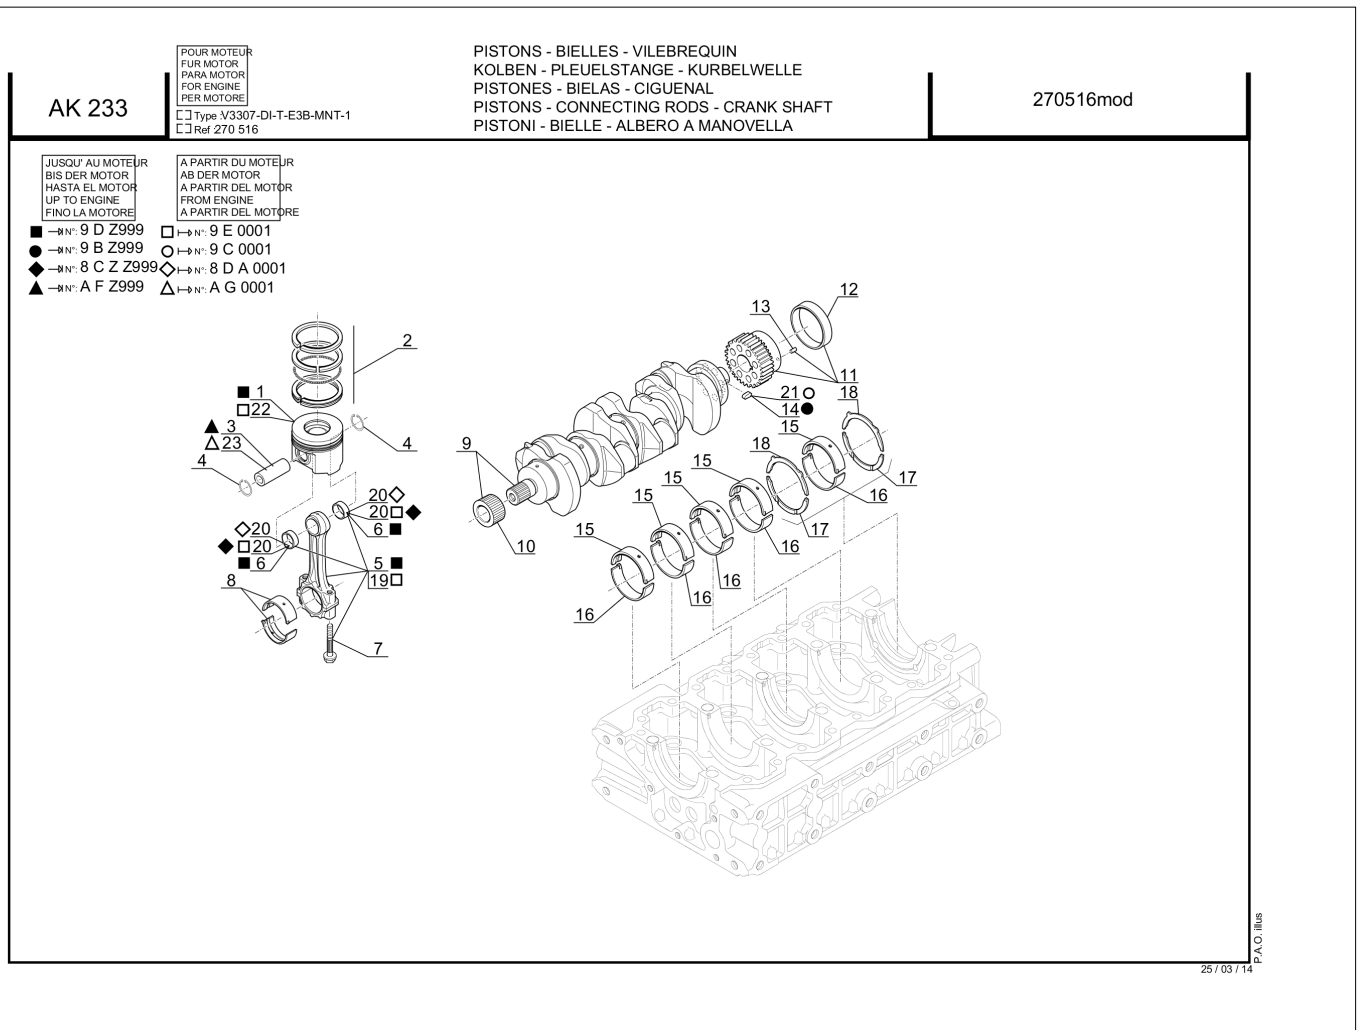 AK 233
POUR MOTEUR
FUR MOTOR
PARA MOTOR
FOR ENGINE
PER MOTORE
Type :V3307-DI-T-E3B-MNT-1
Ref 270 516
PISTONS - BIELLES - VILEBREQUIN
KOLBEN - PLEUELSTANGE - KURBELWELLE
PISTONES - BIELAS - CIGUENAL
PISTONS - CONNECTING RODS - CRANK SHAFT
PISTONI - BIELLE - ALBERO A MANOVELLA
270516mod
JUSQU' AU MOTEUR
BIS DER MOTOR
HASTA EL MOTOR
UP TO ENGINE
FINO LA MOTORE
A PARTIR DU MOTEUR
AB DER MOTOR
A PARTIR DEL MOTOR
FROM ENGINE
A PARTIR DEL MOTORE
■ N°: 9 D Z999 □ N°: 9 E 0001
● N°: 9 B Z999 ○ N°: 9 C 0001
◆ N°: 8 C Z Z999 ◇ N°: 8 D A 0001
▲ N°: A F Z999 △ N°: A G 0001
12
13
2
11
■ 1
21 ○
18
□ 22
14 ●
▲ 3
15
△ 23
4
9
18
4
15
17
20 ◇
15
16
20 □ ◆
15
◇ 20
6 ■
15
17
◆ □ 20
10
16
■ 6
5 ■
8
19 □
16
16
16
7
P.A.O. illus
25 / 03 / 14